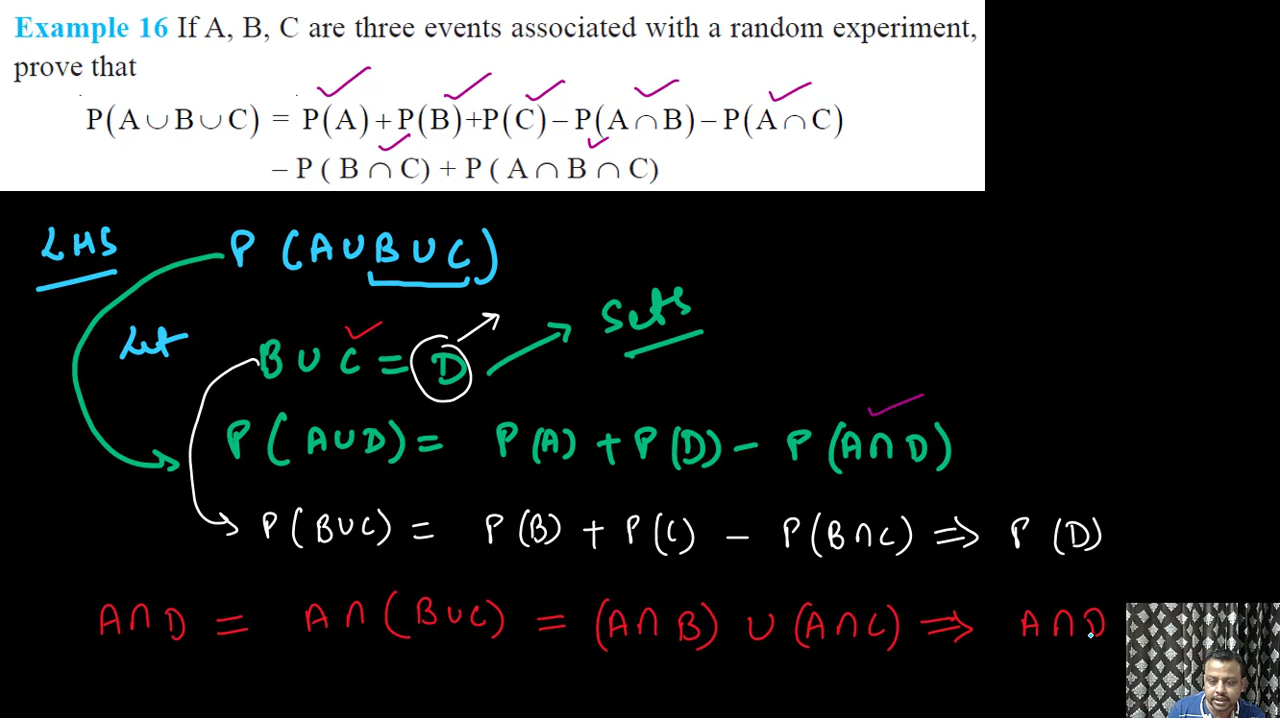 Example 16 If A, B, C are three events associated with a random experiment,
prove that
P(A∪B∪C) = P(A)+P(B)+P(C)−P(A∩B)−P(A∩C)
−P(B∩C)+P(A∩B∩C)
LHS P(A∪B∪C)
Let B∪C = D Sets
P(A∪D) = P(A)+P(D)−P(A∩D)
P(B∪C) = P(B)+P(C)−P(B∩C) ⇒ P(D)
A∩D = A∩(B∪C) = (A∩B)∪(A∩C) ⇒ A∩D